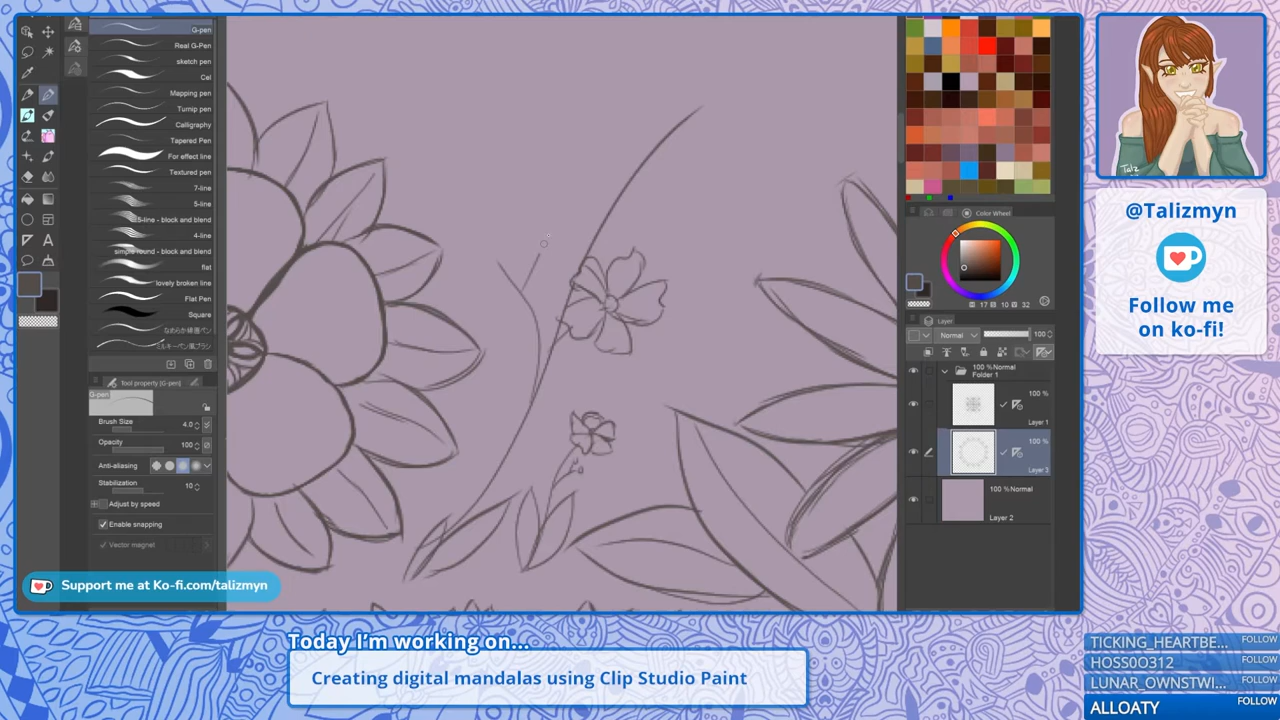 G-pen
Real G-Pen
sketch pen
Cel
Mapping pen
Turnip pen
Calligraphy
Tapered Pen
For effect line
Textured pen
7-line
5-line
5-line - block and blend
4-line
simple round - block and blend
flat
lovely broken line
Flat Pen
Square
tool property [G-pen]
G-pen
Brush Size 4.0
Opacity 100
Anti-aliasing
Stabilization 10
Adjust by speed
Enable snapping
Vector magnet
Support me at Ko-fi.com/talizmyn
Color Wheel
17 10 32
Layer
Normal 100
100 % Normal
Folder 1
100 %
Layer 1
100 %
Layer 3
100 % Normal
Layer 2
Talz
@Talizmyn
Follow me
on ko-fi!
Today I'm working on...
Creating digital mandalas using Clip Studio Paint
TICKING_HEARTBE... FOLLOW
HOSS0O312 FOLLOW
LUNAR_OWNSTWI... FOLLOW
ALLOATY FOLLOW